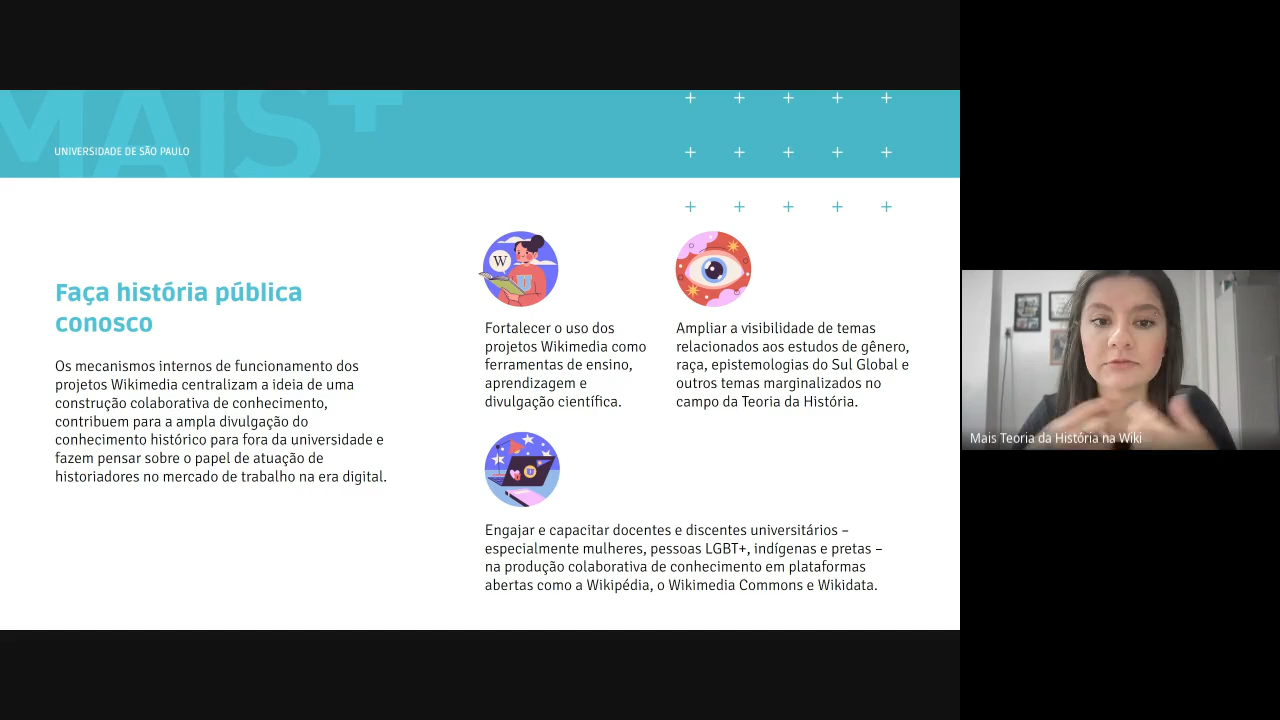 MAIS+
UNIVERSIDADE DE SÃO PAULO
Faça história pública
conosco
Os mecanismos internos de funcionamento dos
projetos Wikimedia centralizam a ideia de uma
construção colaborativa de conhecimento,
contribuem para a ampla divulgação do
conhecimento histórico para fora da universidade e
fazem pensar sobre o papel de atuação de
historiadores no mercado de trabalho na era digital.
W
Fortalecer o uso dos
projetos Wikimedia como
ferramentas de ensino,
aprendizagem e
divulgação científica.
Ampliar a visibilidade de temas
relacionados aos estudos de gênero,
raça, epistemologias do Sul Global e
outros temas marginalizados no
campo da Teoria da História.
Engajar e capacitar docentes e discentes universitários –
especialmente mulheres, pessoas LGBT+, indígenas e pretas –
na produção colaborativa de conhecimento em plataformas
abertas como a Wikipédia, o Wikimedia Commons e Wikidata.
Mais Teoria da História na Wiki